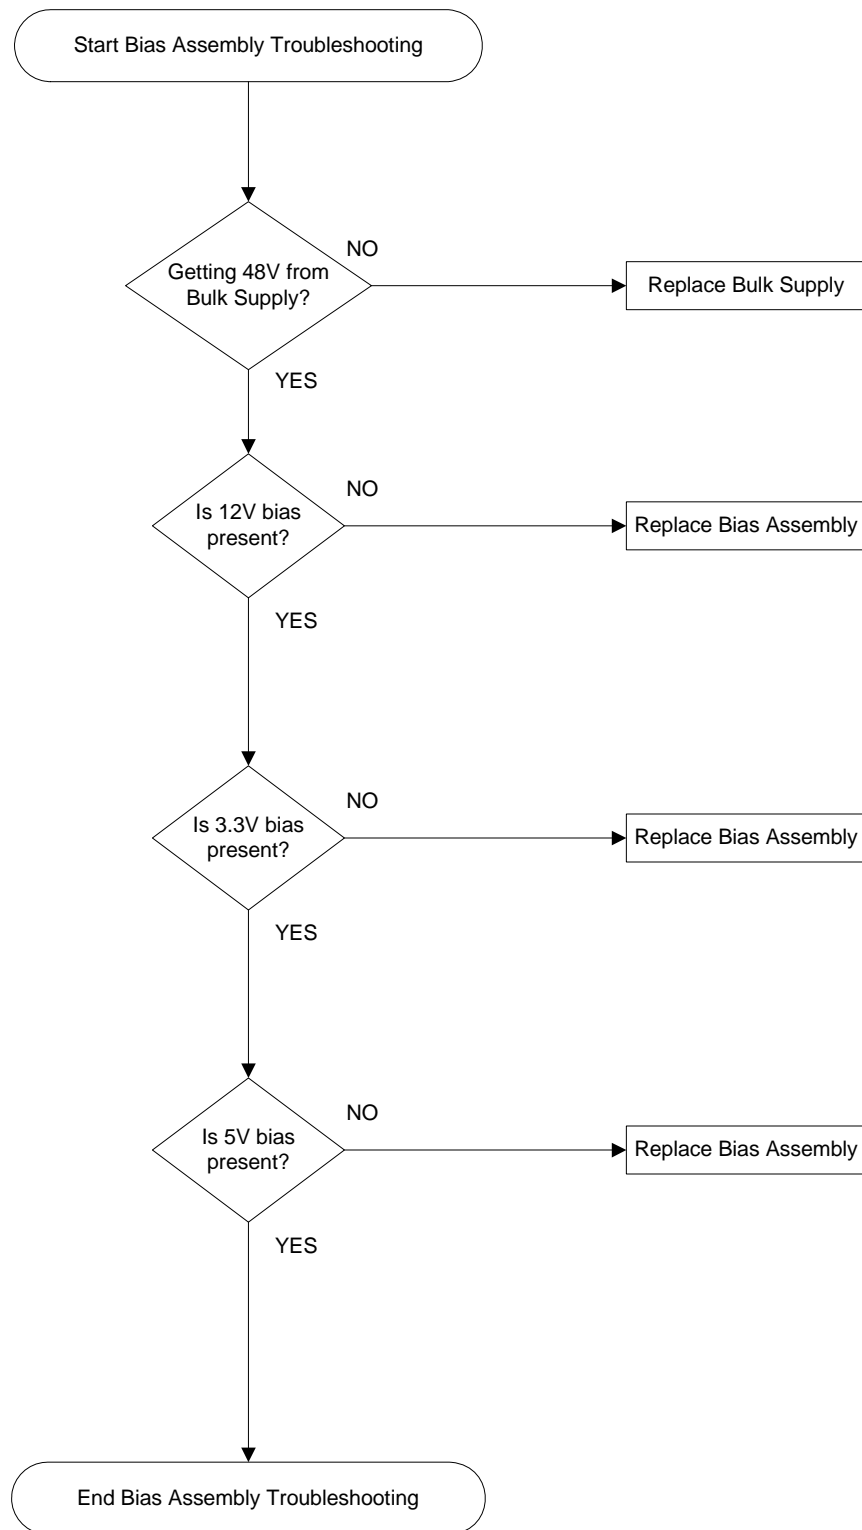 Start Bias Assembly Troubleshooting
NO
Getting 48V from
Bulk Supply?
Replace Bulk Supply
YES
NO
Is 12V bias
present?
Replace Bias Assembly
YES
NO
Is 3.3V bias
present?
Replace Bias Assembly
YES
NO
Is 5V bias
present?
Replace Bias Assembly
YES
End Bias Assembly Troubleshooting